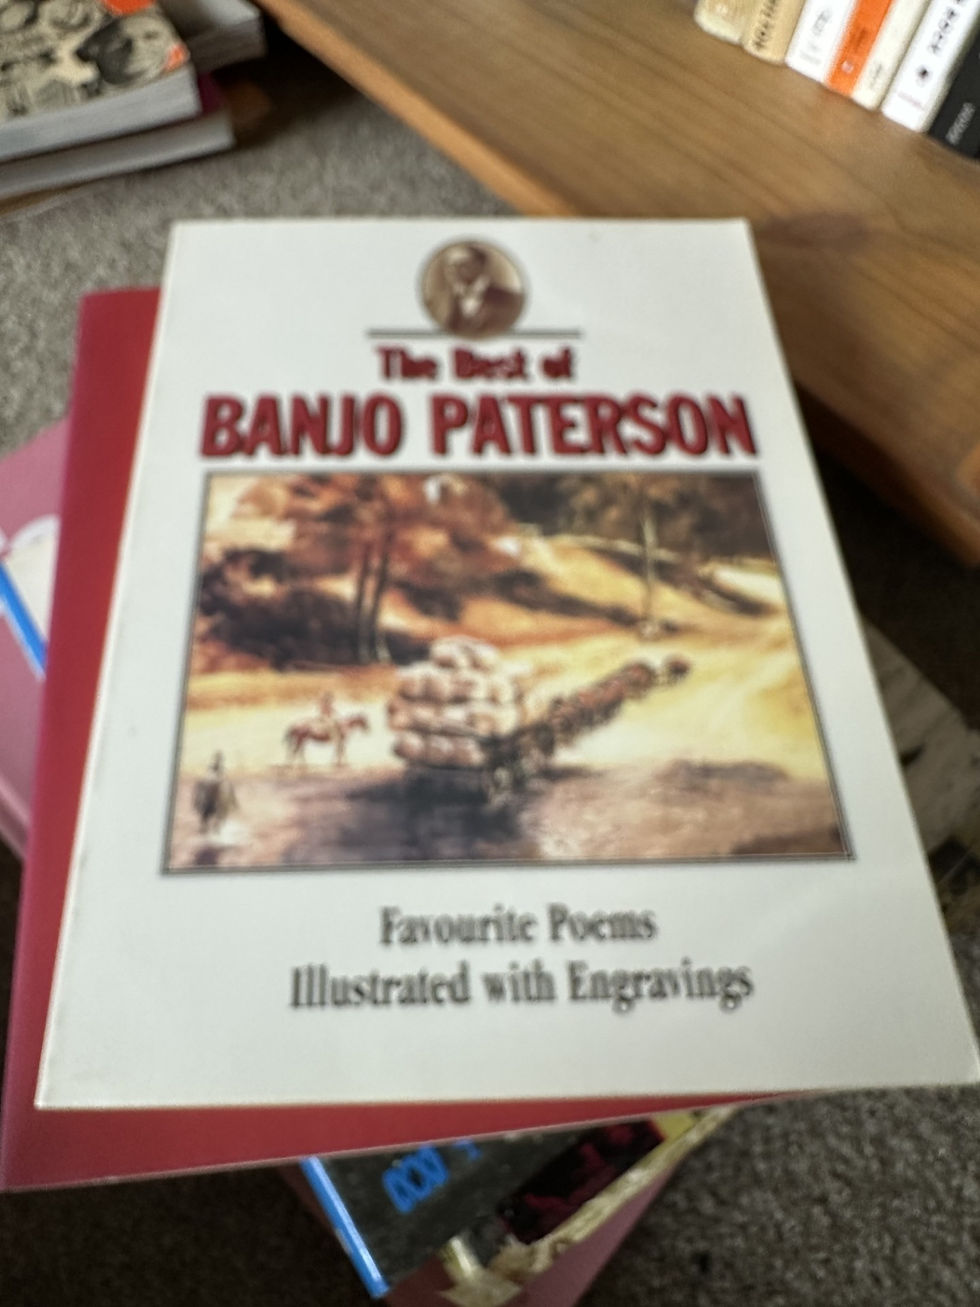 The Best of
BANJO PATERSON
Favourite Poems
Illustrated with Engravings